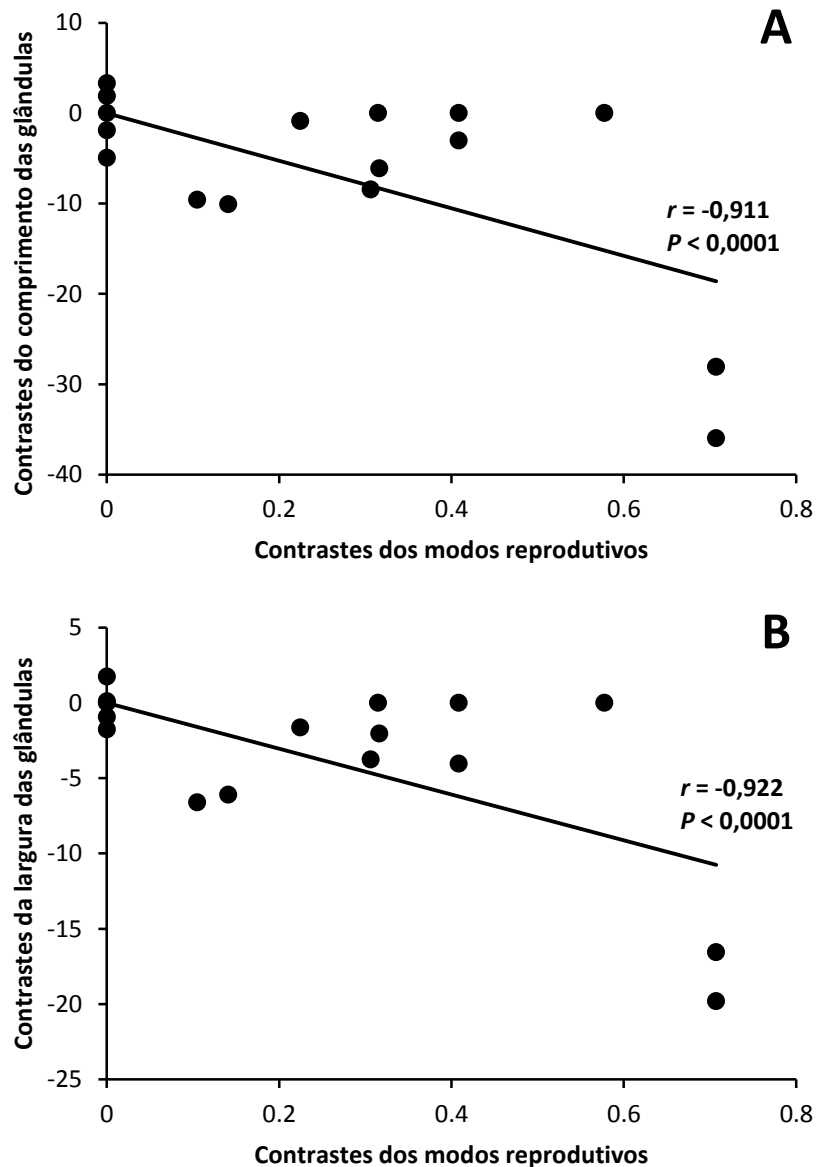 A
Contrastes do comprimento das glândulas
10
0
-10
-20
-30
-40
r = -0,911
P < 0,0001
0 0.2 0.4 0.6 0.8
Contrastes dos modos reprodutivos
B
Contrastes da largura das glândulas
5
0
-5
-10
-15
-20
-25
r = -0,922
P < 0,0001
0 0.2 0.4 0.6 0.8
Contrastes dos modos reprodutivos